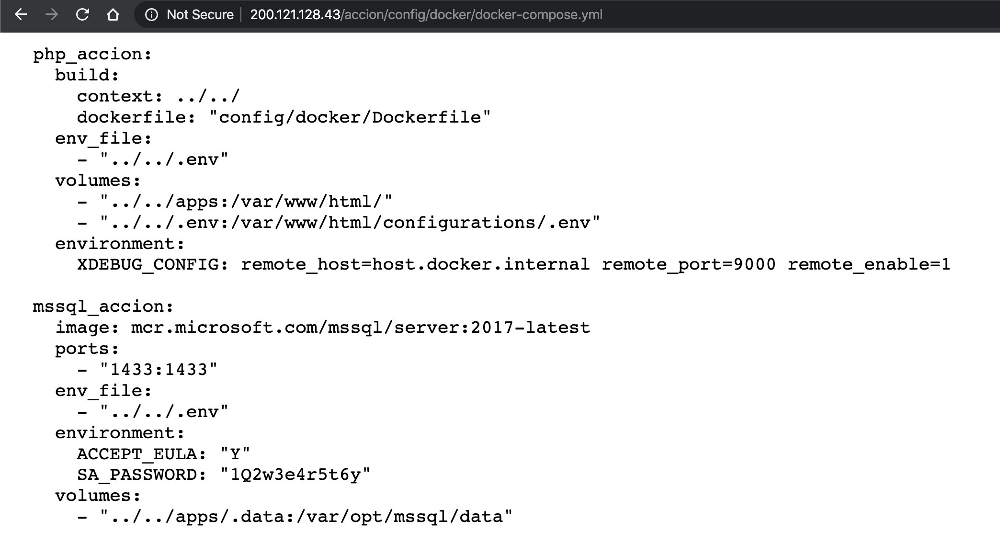 Not Secure 200.121.128.43/accion/config/docker/docker-compose.yml
php_accion:
  build:
    context: ../../
    dockerfile: "config/docker/Dockerfile"
  env_file:
    - "../../.env"
  volumes:
    - "../../apps:/var/www/html/"
    - "../../.env:/var/www/html/configurations/.env"
  environment:
    XDEBUG_CONFIG: remote_host=host.docker.internal remote_port=9000 remote_enable=1

mssql_accion:
  image: mcr.microsoft.com/mssql/server:2017-latest
  ports:
    - "1433:1433"
  env_file:
    - "../../.env"
  environment:
    ACCEPT_EULA: "Y"
    SA_PASSWORD: "1Q2w3e4r5t6y"
  volumes:
    - "../../apps/.data:/var/opt/mssql/data"